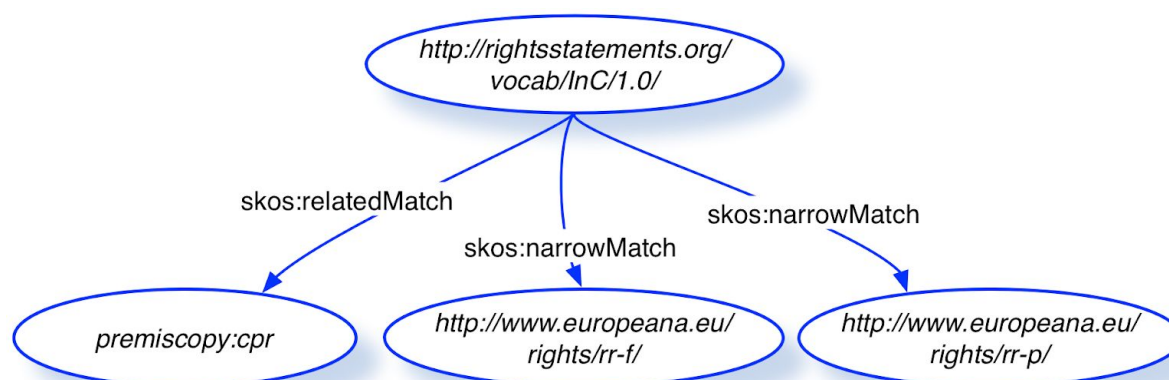 http://rightsstatements.org/
vocab/InC/1.0/
skos:relatedMatch
skos:narrowMatch
skos:narrowMatch
premiscopy:cpr
http://www.europeana.eu/
rights/rr-f/
http://www.europeana.eu/
rights/rr-p/